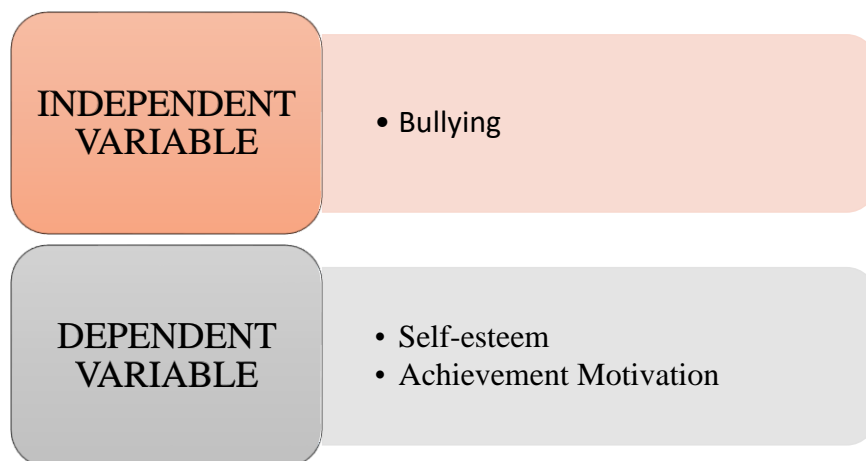 INDEPENDENT
VARIABLE
• Bullying
DEPENDENT
VARIABLE
• Self-esteem
• Achievement Motivation